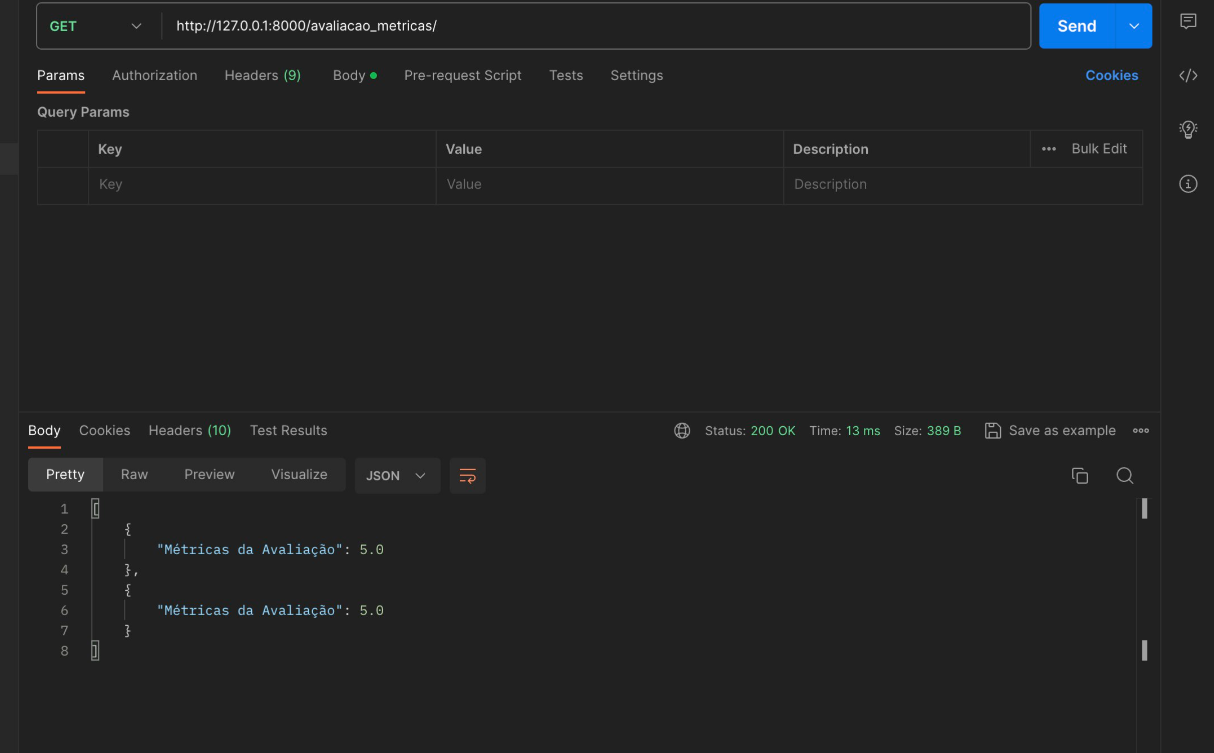 GET http://127.0.0.1:8000/avaliacao_metricas/ Send
Params Authorization Headers (9) Body Pre-request Script Tests Settings Cookies
Query Params
Key Value Description ••• Bulk Edit
Key Value Description
Body Cookies Headers (10) Test Results Status: 200 OK Time: 13 ms Size: 389 B Save as example
Pretty Raw Preview Visualize JSON
1 [
2 {
3 "Métricas da Avaliação": 5.0
4 },
5 {
6 "Métricas da Avaliação": 5.0
7 }
8 ]